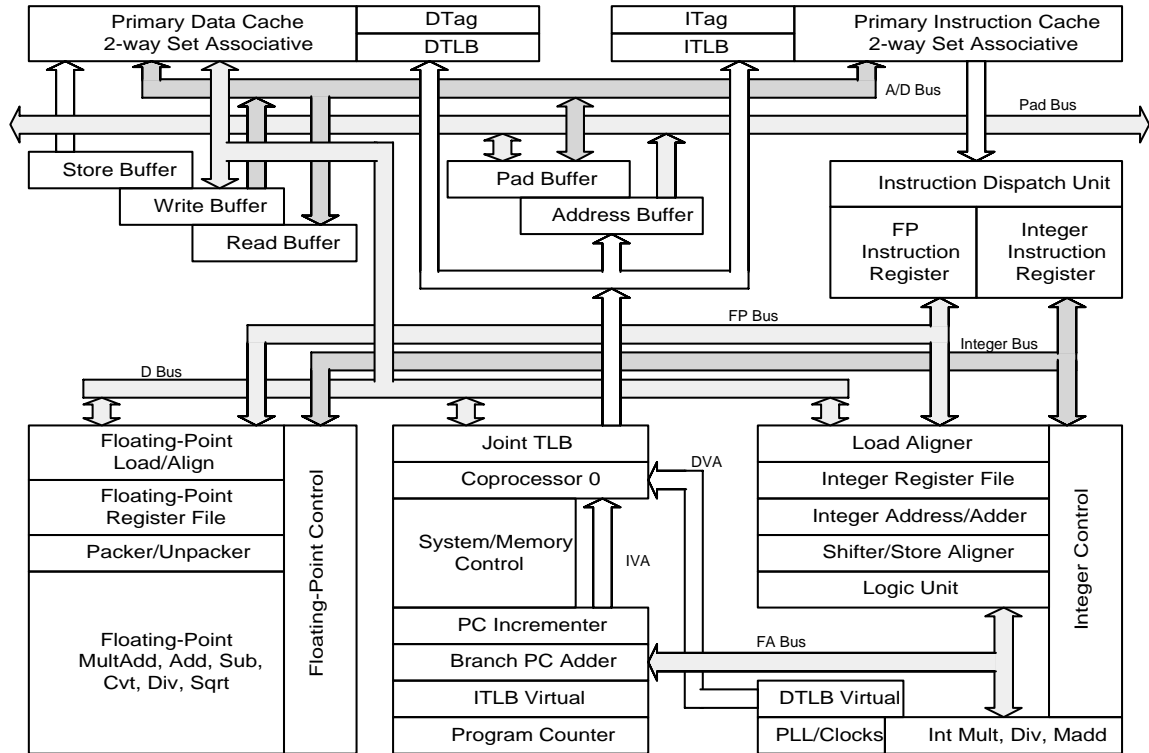 Primary Data Cache
2-way Set Associative
DTag
DTLB
ITag
ITLB
Primary Instruction Cache
2-way Set Associative
A/D Bus
Pad Bus
Store Buffer
Write Buffer
Read Buffer
Pad Buffer
Address Buffer
Instruction Dispatch Unit
FP
Instruction
Register
Integer
Instruction
Register
FP Bus
Integer Bus
D Bus
Floating-Point
Load/Align
Floating-Point
Register File
Packer/Unpacker
Floating-Point
MultAdd, Add, Sub,
Cvt, Div, Sqrt
Floating-Point Control
Joint TLB
Coprocessor 0
System/Memory
Control
IVA
DVA
PC Incrementer
Branch PC Adder
ITLB Virtual
Program Counter
FA Bus
Load Aligner
Integer Register File
Integer Address/Adder
Shifter/Store Aligner
Logic Unit
Integer Control
DTLB Virtual
PLL/Clocks
Int Mult, Div, Madd